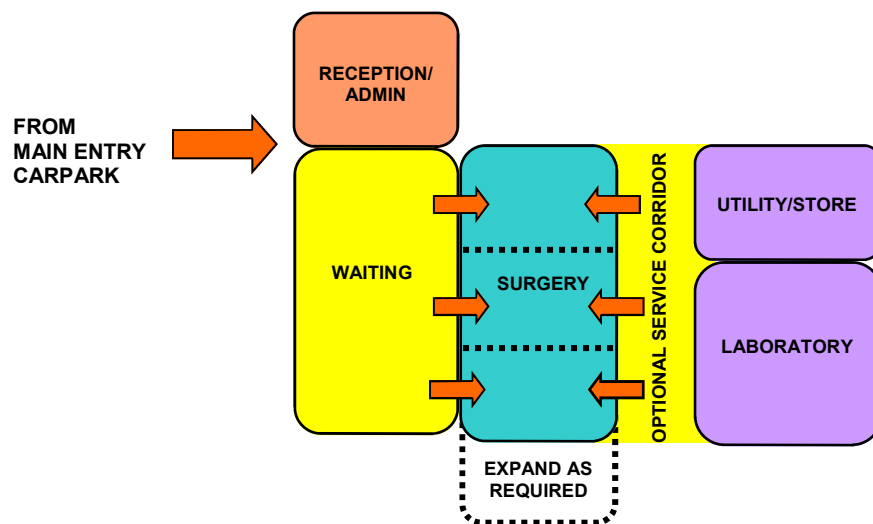 RECEPTION/
ADMIN
FROM
MAIN ENTRY
CARPARK
WAITING
SURGERY
OPTIONAL SERVICE CORRIDOR
UTILITY/STORE
LABORATORY
EXPAND AS
REQUIRED